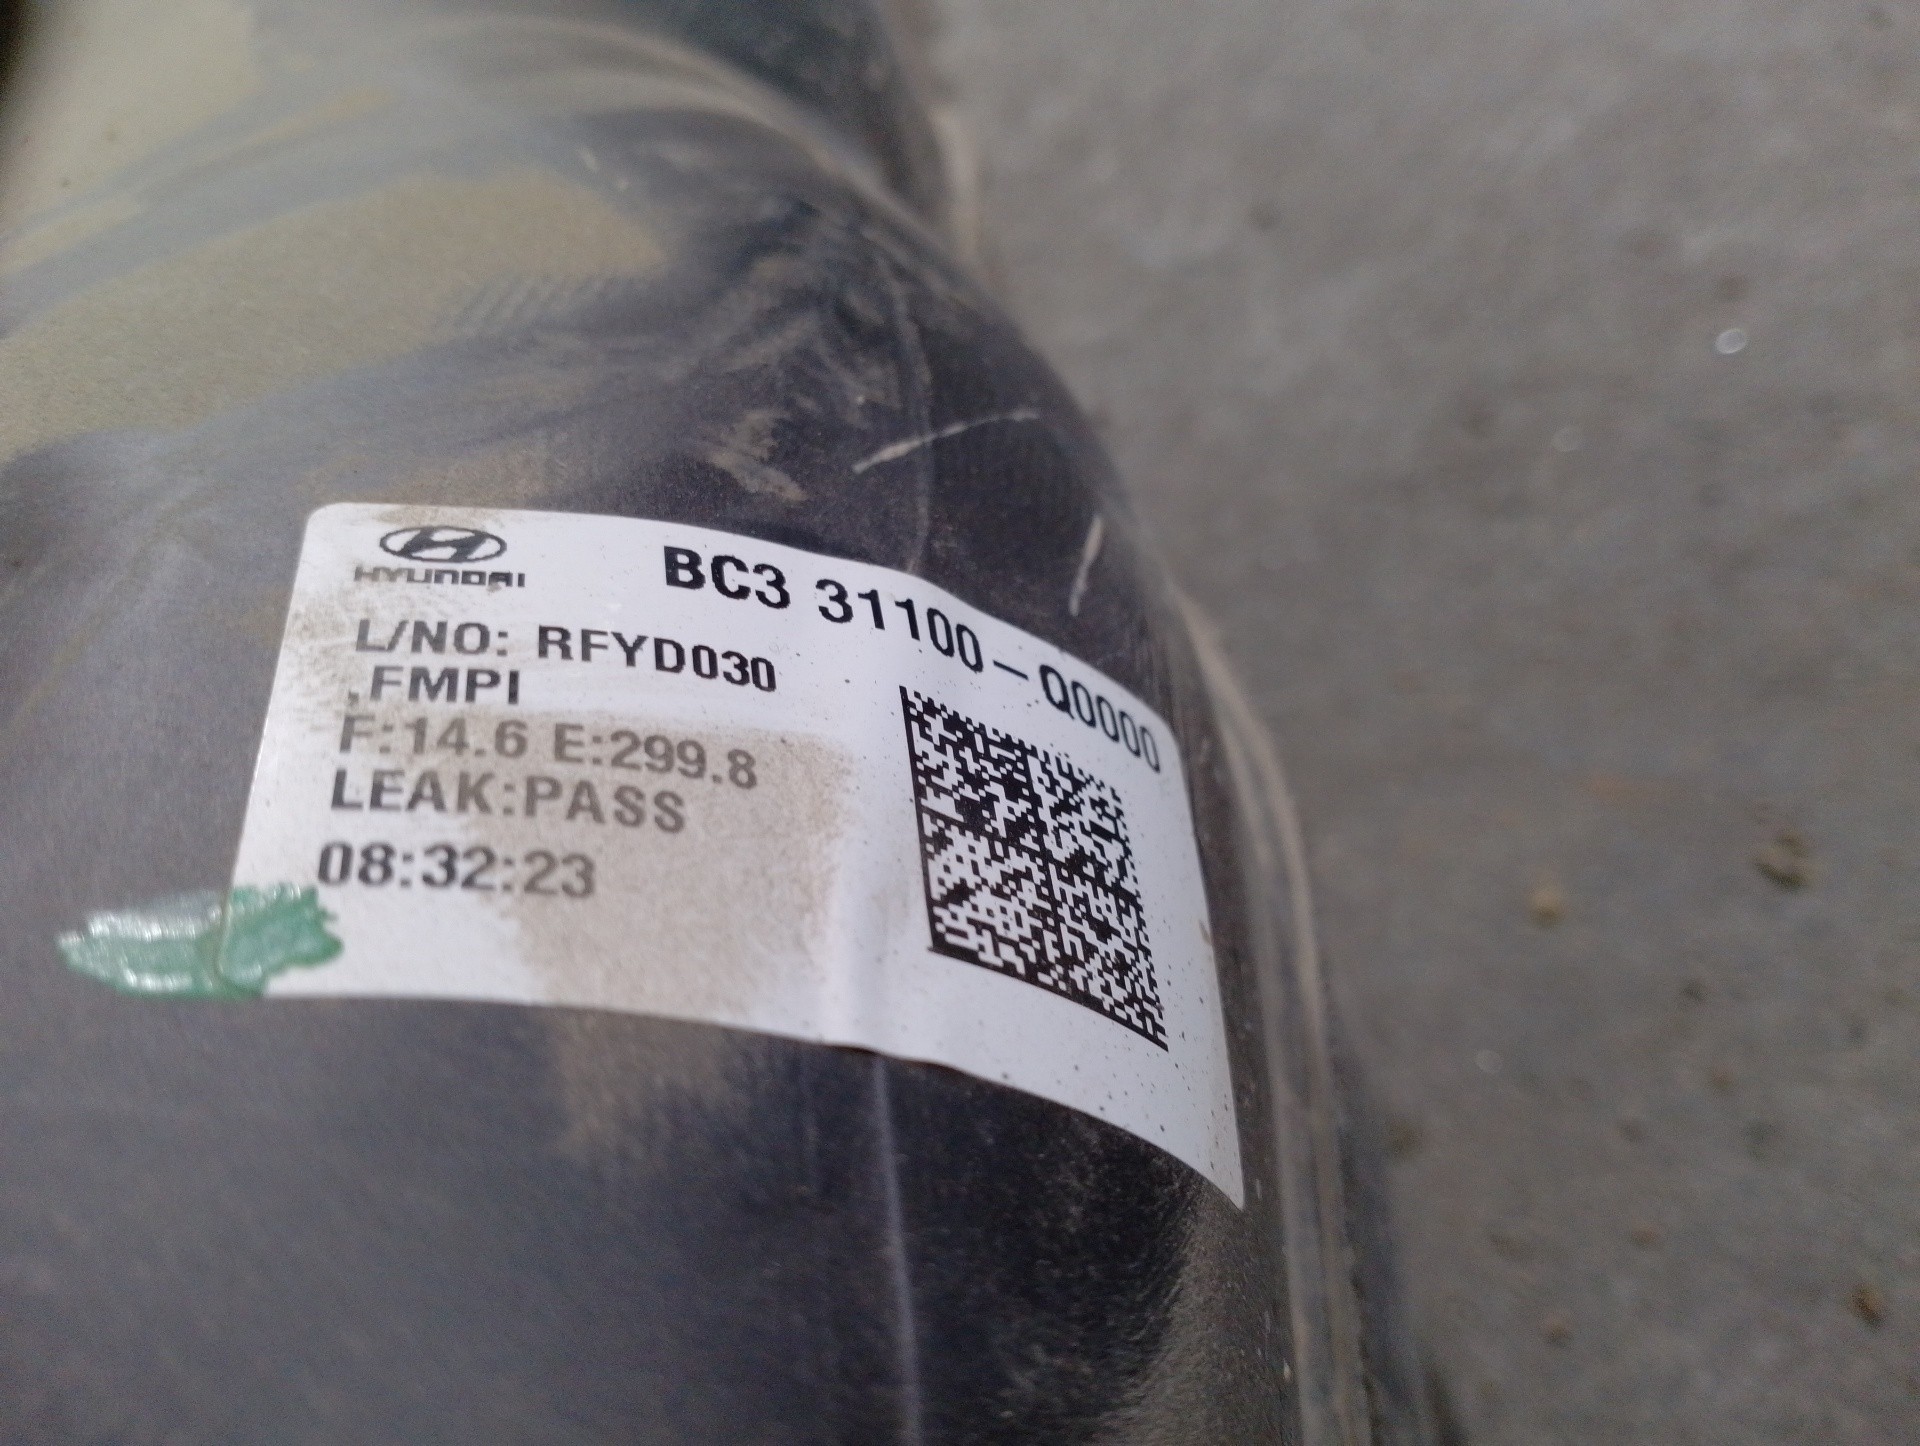 HYUNDAI
BC3 31100-Q0000
L/NO: RFYD030
,FMPI
F:14.6 E:299.8
LEAK:PASS
08:32:23